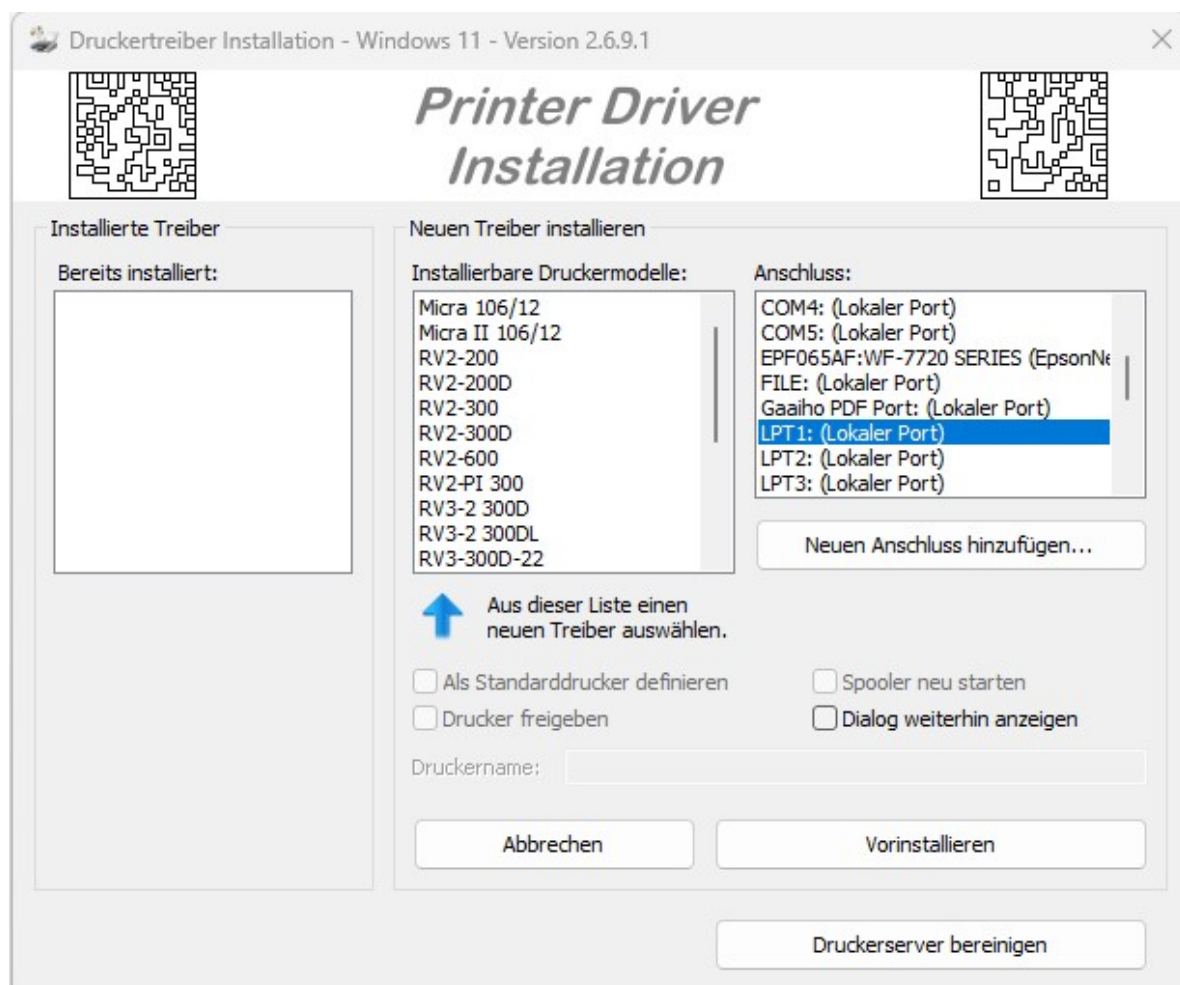 Druckertreiber Installation - Windows 11 - Version 2.6.9.1
Printer Driver
Installation
Installierte Treiber
Bereits installiert:
Neuen Treiber installieren
Installierbare Druckermodelle:
Micra 106/12
Micra II 106/12
RV2-200
RV2-200D
RV2-300
RV2-300D
RV2-600
RV2-PI 300
RV3-2 300D
RV3-2 300DL
RV3-300D-22
Anschluss:
COM4: (Lokaler Port)
COM5: (Lokaler Port)
EPF065AF:WF-7720 SERIES (EpsonNe
FILE: (Lokaler Port)
Gaaiho PDF Port: (Lokaler Port)
LPT1: (Lokaler Port)
LPT2: (Lokaler Port)
LPT3: (Lokaler Port)
Neuen Anschluss hinzufügen...
Aus dieser Liste einen
neuen Treiber auswählen.
Als Standarddrucker definieren
Spooler neu starten
Drucker freigeben
Dialog weiterhin anzeigen
Druckername:
Abbrechen
Vorinstallieren
Druckerserver bereinigen